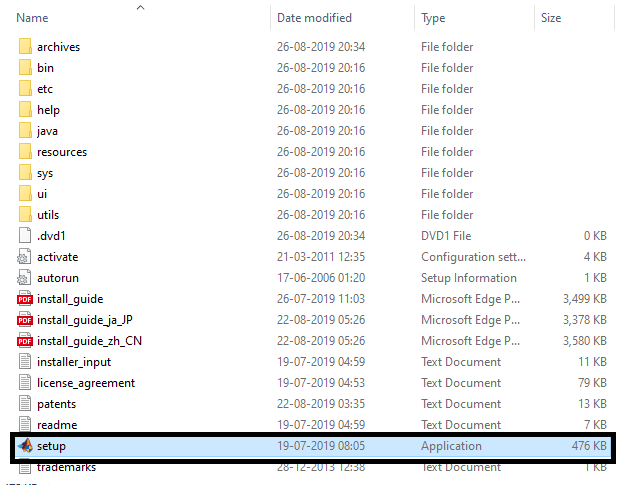 Name Date modified Type Size
archives 26-08-2019 20:34 File folder
bin 26-08-2019 20:16 File folder
etc 26-08-2019 20:16 File folder
help 26-08-2019 20:16 File folder
java 26-08-2019 20:16 File folder
resources 26-08-2019 20:16 File folder
sys 26-08-2019 20:16 File folder
ui 26-08-2019 20:16 File folder
utils 26-08-2019 20:16 File folder
.dvd1 26-08-2019 20:34 DVD1 File 0 KB
activate 21-03-2011 12:35 Configuration sett... 4 KB
autorun 17-06-2006 01:20 Setup Information 1 KB
PDF install_guide 26-07-2019 11:03 Microsoft Edge P... 3,499 KB
PDF install_guide_ja_JP 22-08-2019 05:26 Microsoft Edge P... 3,378 KB
PDF install_guide_zh_CN 22-08-2019 05:26 Microsoft Edge P... 3,580 KB
installer_input 19-07-2019 04:59 Text Document 11 KB
license_agreement 19-07-2019 04:53 Text Document 79 KB
patents 22-08-2019 03:35 Text Document 13 KB
readme 19-07-2019 04:59 Text Document 7 KB
setup 19-07-2019 08:05 Application 476 KB
trademarks 28-12-2013 12:38 Text Document 1 KB